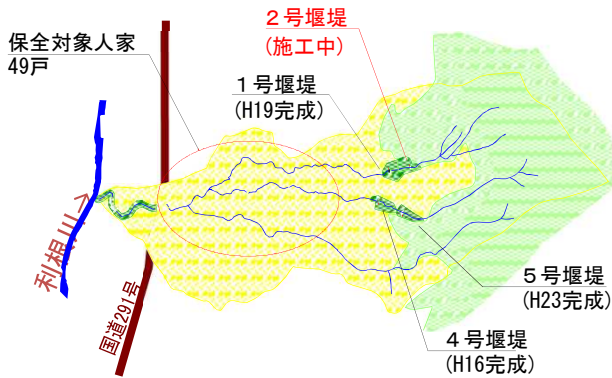 ２号堰堤
(施工中)
保全対象人家
49戸
１号堰堤
(H19完成)
利根川→
国道291号
５号堰堤
(H23完成)
４号堰堤
(H16完成)